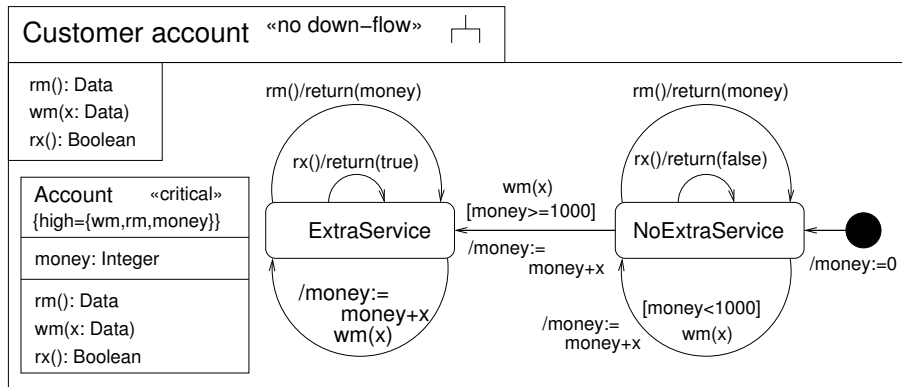 Customer account «no down−flow»
rm(): Data
wm(x: Data)
rx(): Boolean
Account «critical»
{high={wm,rm,money}}
money: Integer
rm(): Data
wm(x: Data)
rx(): Boolean
rm()/return(money)
rx()/return(true)
ExtraService
/money:=
money+x
wm(x)
wm(x)
[money>=1000]
/money:=
money+x
rm()/return(money)
rx()/return(false)
NoExtraService
[money<1000]
wm(x)
/money:=
money+x
/money:=0